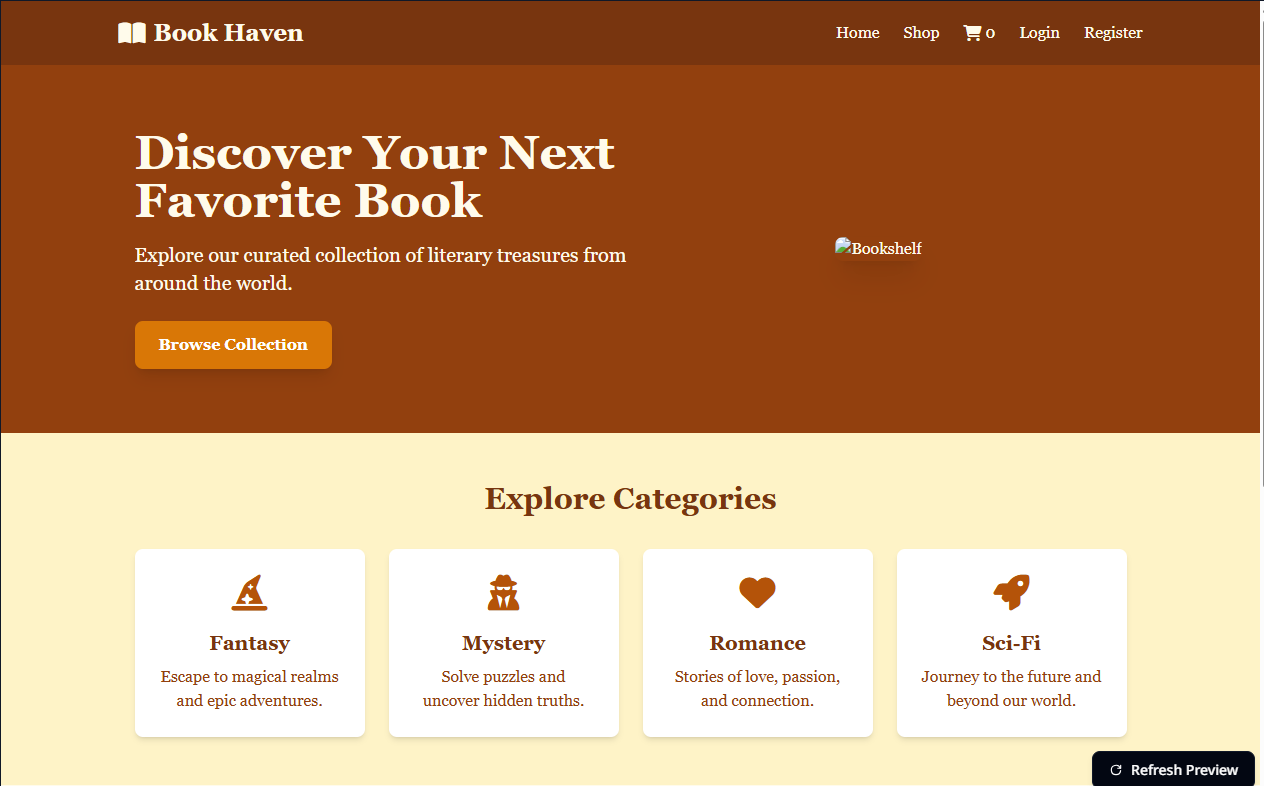 Book Haven
Home Shop 0 Login Register
Discover Your Next
Favorite Book
Explore our curated collection of literary treasures from
around the world.
Browse Collection
Bookshelf
Explore Categories
Fantasy
Escape to magical realms
and epic adventures.
Mystery
Solve puzzles and
uncover hidden truths.
Romance
Stories of love, passion,
and connection.
Sci-Fi
Journey to the future and
beyond our world.
Refresh Preview